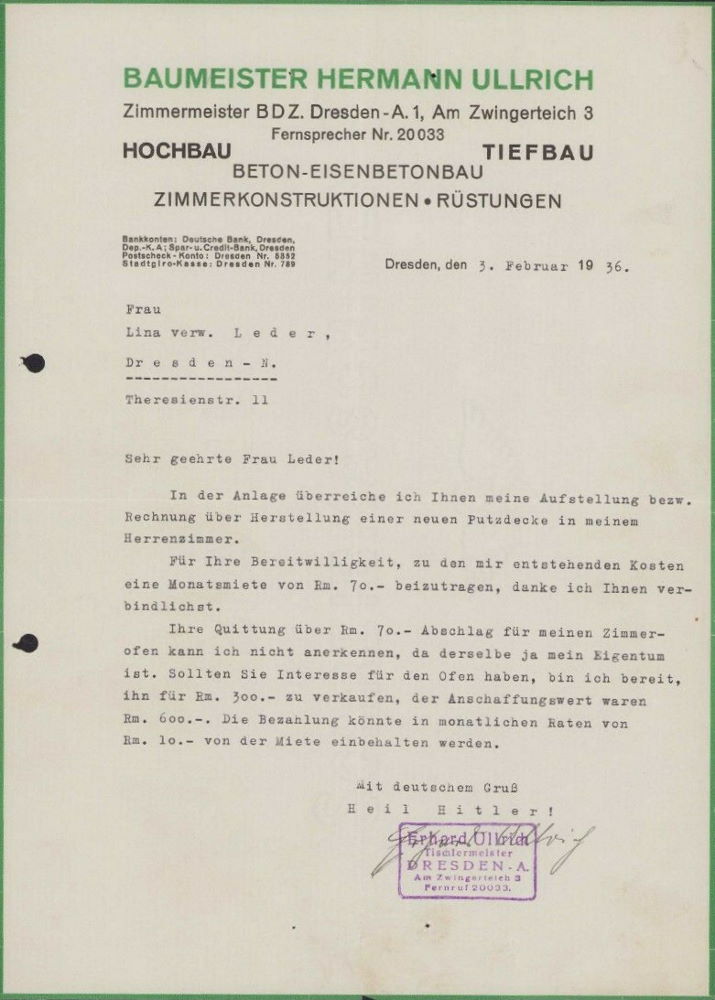 BAUMEISTER HERMANN ULLRICH
Zimmermeister BDZ. Dresden-A. 1, Am Zwingerteich 3
Fernsprecher Nr. 20033
HOCHBAU TIEFBAU
BETON-EISENBETONBAU
ZIMMERKONSTRUKTIONEN • RÜSTUNGEN
Bankkonten: Deutsche Bank, Dresden,
Dep.-K. A; Spar- u. Credit-Bank, Dresden
Postscheck-Konto: Dresden Nr. 5852
Stadtgiro-Kasse: Dresden Nr. 789
Dresden, den 3. Februar 19 36.
Frau
Lina verw. L e d e r ,
Dr e s d e n - N.
-----------------
Theresienstr. 11
Sehr geehrte Frau Leder!
In der Anlage überreiche ich Ihnen meine Aufstellung bezw.
Rechnung über Herstellung einer neuen Putzdecke in meinem
Herrenzimmer.
Für Ihre Bereitwilligkeit, zu den mir entstehenden Kosten
eine Monatsmiete von Rm. 70.- beizutragen, danke ich Ihnen ver-
bindlichst.
Ihre Quittung über Rm. 70.- Abschlag für meinen Zimmer-
ofen kann ich nicht anerkennen, da derselbe ja mein Eigentum
ist. Sollten Sie Interesse für den Ofen haben, bin ich bereit,
ihn für Rm. 300.- zu verkaufen, der Anschaffungswert waren
Rm. 600.-. Die Bezahlung könnte in monatlichen Raten von
Rm. 10.- von der Miete einbehalten werden.
Mit deutschem Gruß
H e i l   H i t l e r !
Erhard Ullrich
Tischlermeister
DRESDEN-A.
Am Zwingerteich 3
Fernruf 20033.